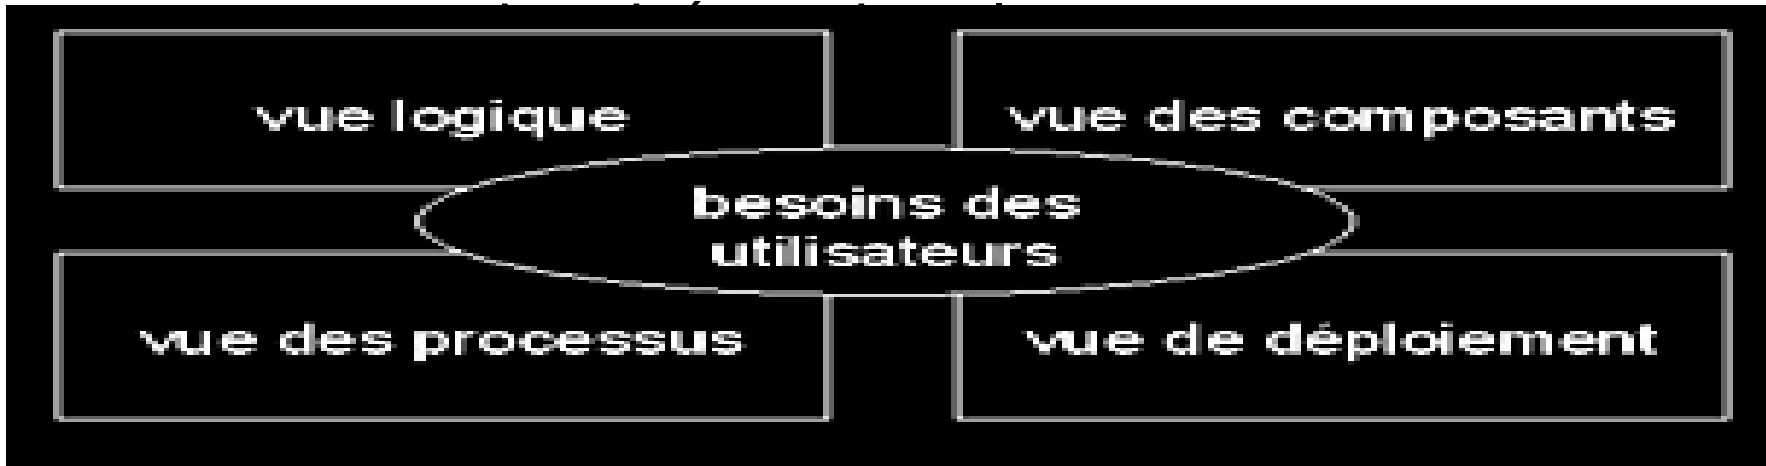 vue logique
vue des composants
besoins des
utilisateurs
vue des processus
vue de déploiement